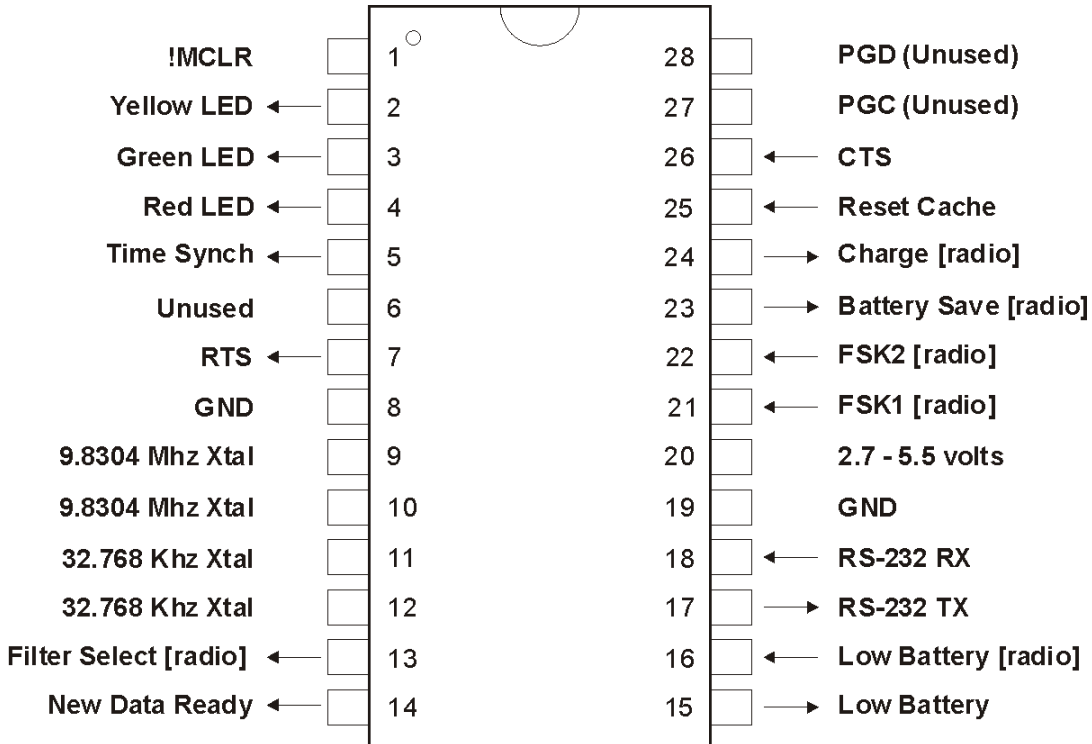 !MCLR 1 28 PGD (Unused)
Yellow LED 2 27 PGC (Unused)
Green LED 3 26 CTS
Red LED 4 25 Reset Cache
Time Synch 5 24 Charge [radio]
Unused 6 23 Battery Save [radio]
RTS 7 22 FSK2 [radio]
GND 8 21 FSK1 [radio]
9.8304 Mhz Xtal 9 20 2.7 - 5.5 volts
9.8304 Mhz Xtal 10 19 GND
32.768 Khz Xtal 11 18 RS-232 RX
32.768 Khz Xtal 12 17 RS-232 TX
Filter Select [radio] 13 16 Low Battery [radio]
New Data Ready 14 15 Low Battery